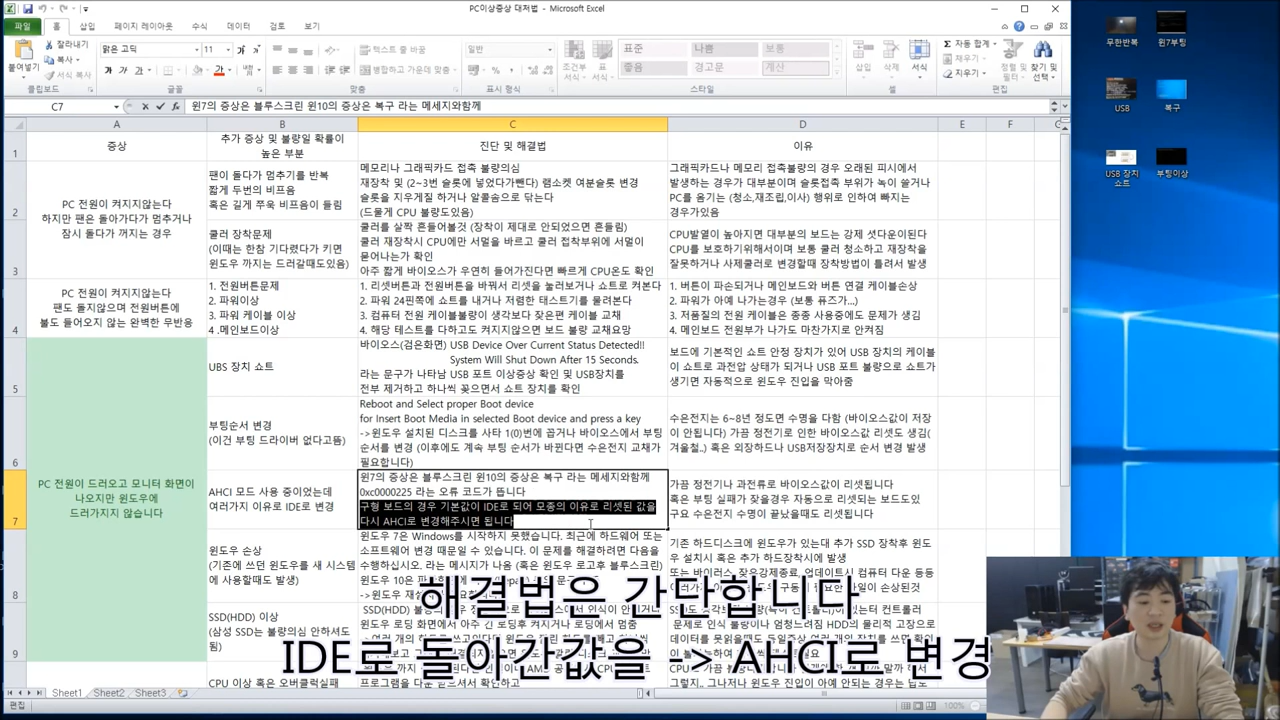 PC이상증상 대저법 - Microsoft Excel
파일 홈 삽입 페이지 레이아웃 수식 데이터 검토 보기
잘라내기
복사
서식 복사
붙여넣기
클립보드
맑은 고딕 11
글꼴
텍스트 줄 바꿈
병합하고 가운데 맞춤
맞춤
일반
표시 형식
조건부 서식
표 서식
표준 나쁨 보통
좋음 경고문 계산
스타일
삽입 삭제 서식
셀
자동 합계
채우기
지우기
정렬 및 필터
찾기 및 선택
편집
C7
윈7의 증상은 블루스크린 윈10의 증상은 복구 라는 메세지와함께
A B C D E F G
1
증상
추가 증상 및 불량일 확률이
높은 부분
진단 및 해결법
이유
2
PC 전원이 켜지지않는다
하지만 팬은 돌아가다가 멈추거나
잠시 돌다가 꺼지는 경우
팬이 돌다가 멈추기를 반복
짧게 두번의 비프음
혹은 길게 쭈욱 비프음이 들림
메모리나 그래픽카드 접촉 불량의심
재장착 및 (2~3번 슬롯에 넣었다가뺀다) 램소켓 여분슬롯 변경
슬롯을 지우게질 하거나 알콜솜으로 닦는다
(드물게 CPU 불량도있음)
그래픽카드나 메모리 접촉불량의 경우 오래된 피시에서
발생하는 경우가 대부분이며 슬롯접촉 부위가 녹이 쓸거나
PC를 옮기는 (청소,재조립,이사) 행위로 인하여 빠지는
경우가있음
3
쿨러 장착문제
(이때는 한참 기다렸다가 키면
윈도우 까지는 드러갈때도있음)
쿨러를 살짝 흔들어볼것 (장착이 제대로 안되었으면 흔들림)
쿨러 재장착시 CPU에만 서멀을 바르고 쿨러 접착부위에 서멀이
묻어나는가 확인
아주 짧게 바이오스가 우연히 들어가진다면 빠르게 CPU온도 확인
CPU발열이 높아지면 대부분의 보드는 강제 셧다운이된다
CPU를 보호하기위해서이며 보통 쿨러 청소하고 재장착을
잘못하거나 사제쿨러로 변경할때 장착방법이 틀려서 발생
4
PC 전원이 켜지지않는다
팬도 돌지않으며 전원버튼에
불도 들어오지 않는 완벽한 무반응
1. 전원버튼문제
2. 파워이상
3. 파워 케이블 이상
4. 메인보드이상
1. 리셋버튼과 전원버튼을 바꿔서 리셋을 눌러보거나 쇼트로 켜본다
2. 파워 24핀쪽에 쇼트를 내거나 저렴한 태스트기를 물려본다
3. 컴퓨터 전원 케이블불량이 생각보다 잦은편 케이블 교채
4. 해당 테스트를 다하고도 켜지지않으면 보드 불량 교채요망
1. 버튼이 파손되거나 메인보드와 버튼 연결 케이블손상
2. 파워가 아예 나가는경우 (보통 퓨즈가...)
3. 저품질의 전원 케이블은 종종 사용중에도 문제가 생김
4. 메인보드 전원부가 나가도 마찬가지로 안켜짐
5
UBS 장치 쇼트
바이오스(검은화면) USB Device Over Current Status Detected!!
System Will Shut Down After 15 Seconds.
라는 문구가 나타남 USB 포트 이상증상 확인 및 USB장치를
전부 제거하고 하나씩 꽂으면서 쇼트 장치를 확인
보드에 기본적인 쇼트 안정 장치가 있어 USB 장치의 케이블
이 쇼트로 과전압 상태가 되거나 USB 포트 불량으로 쇼트가
생기면 자동적으로 윈도우 진입을 막아줌
6
부팅순서 변경
(이건 부팅 드라이버 없다고뜸)
Reboot and Select proper Boot device
for Insert Boot Media in selected Boot device and press a key
->윈도우 설치된 디스크를 사타 1(0)번에 꼽거나 바이오스에서 부팅
순서를 변경 (이후에도 계속 부팅 순서가 바뀐다면 수은전지 교채가
필요합니다)
수은전지는 6~8년 정도면 수명을 다함 (바이오스값이 저장
이 안됩니다) 가끔 정전기로 인한 바이오스값 리셋도 생김(
겨울철..) 혹은 외장하드나 USB저장장치로 순서 변경 발생
7
PC 전원이 드러오고 모니터 화면이
나오지만 윈도우에
드러가지지 않습니다
AHCI 모드 사용 중이었는데
여러가지 이유로 IDE로 변경
윈7의 증상은 블루스크린 윈10의 증상은 복구 라는 메세지와함께
0xc0000225 라는 오류 코드가 뜹니다
구형 보드의 경우 기본값이 IDE로 되어 모종의 이유로 리셋된 값을
다시 AHCI로 변경해주시면 됩니다
가끔 정전기나 과전류로 바이오스값이 리셋됩니다
혹은 부팅 실패가 잦을경우 자동으로 리셋되는 보드도있
구요 수은전지 수명이 끝났을때도 리셋됩니다.
8
윈도우 손상
(기존에 쓰던 윈도우를 새 시스템
에 사용할때도 발생)
윈도우 7은 Windows를 시작하지 못했습니다. 최근에 하드웨어 또는
소프트웨어 변경 때문일 수 있습니다. 이 문제를 해결하려면 다음을
수행하십시오. 라는 메시지가 나옴 (혹은 윈도우 로고후 블루스크린)
윈도우 10은
기존 하드디스크에 윈도우가 있는대 추가 SSD 장착후 윈
도우 설치시 혹은 추가 하드장착시에 발생
또는 바이러스 잦은강제종료, 업데이트시 컴퓨터 다운 등등
9
SSD(HDD) 이상
(삼성 SSD는 불량의심 안하셔도
됨)
CPU 이상 혹은 오버클럭실패
해결법은 간단합니다
IDE로 돌아간값을 -> AHCI로 변경
Sheet1 Sheet2 Sheet3
편집
100%
무한반복
윈7부팅
USB
복구
USB 장치
쇼트
부팅이상